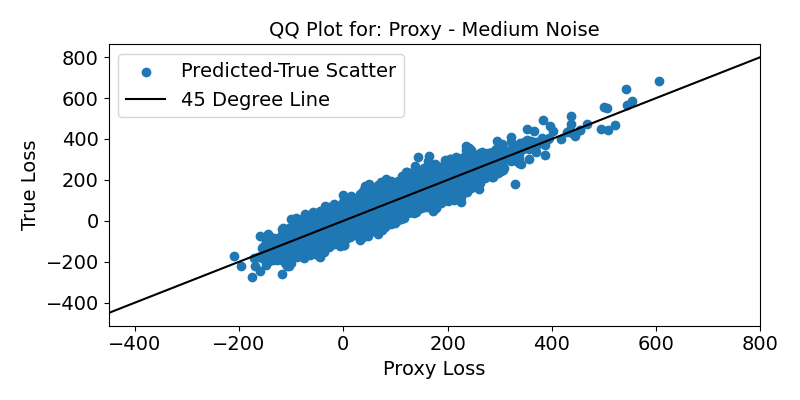 QQ Plot for: Proxy - Medium Noise
Predicted-True Scatter
45 Degree Line
True Loss
800
600
400
200
0
−200
−400
−400 −200 0 200 400 600 800
Proxy Loss